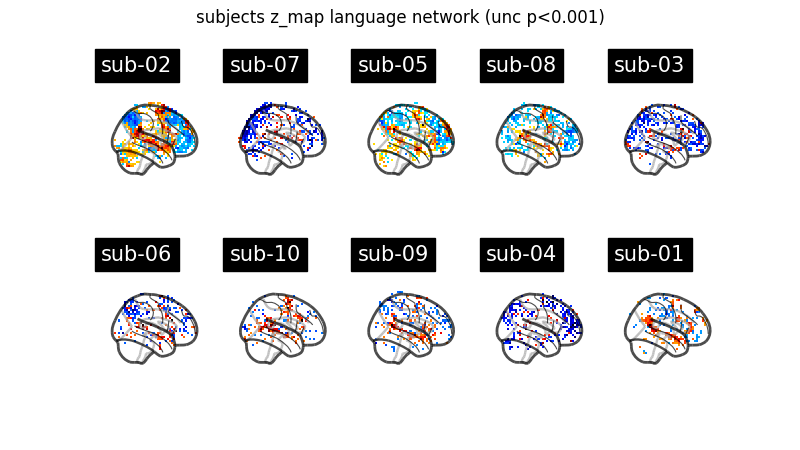 subjects z_map language network (unc p<0.001)
sub-02 sub-07 sub-05 sub-08 sub-03
sub-06 sub-10 sub-09 sub-04 sub-01